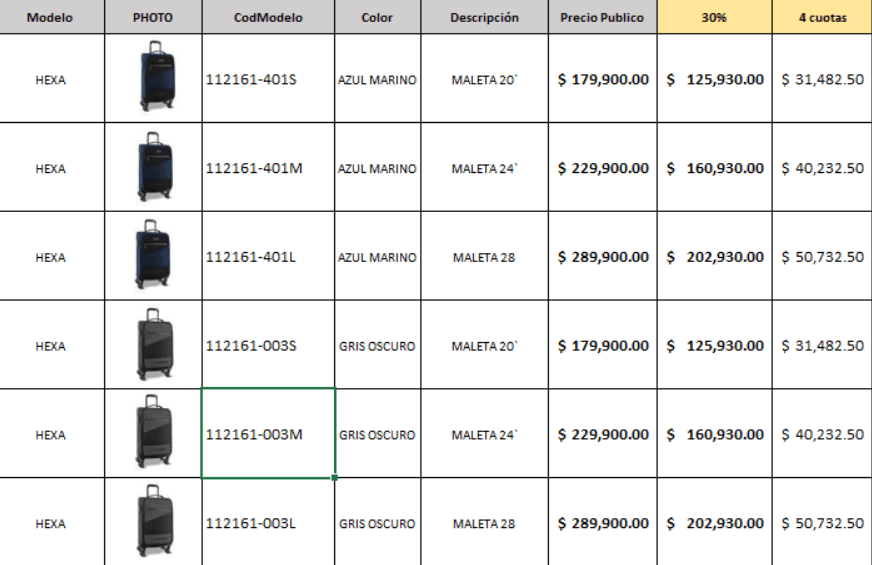 Modelo PHOTO CodModelo Color Descripción Precio Publico 30% 4 cuotas
HEXA 112161-401S AZUL MARINO MALETA 20` $ 179,900.00 $ 125,930.00 $ 31,482.50
HEXA 112161-401M AZUL MARINO MALETA 24` $ 229,900.00 $ 160,930.00 $ 40,232.50
HEXA 112161-401L AZUL MARINO MALETA 28 $ 289,900.00 $ 202,930.00 $ 50,732.50
HEXA 112161-003S GRIS OSCURO MALETA 20` $ 179,900.00 $ 125,930.00 $ 31,482.50
HEXA 112161-003M GRIS OSCURO MALETA 24` $ 229,900.00 $ 160,930.00 $ 40,232.50
HEXA 112161-003L GRIS OSCURO MALETA 28 $ 289,900.00 $ 202,930.00 $ 50,732.50